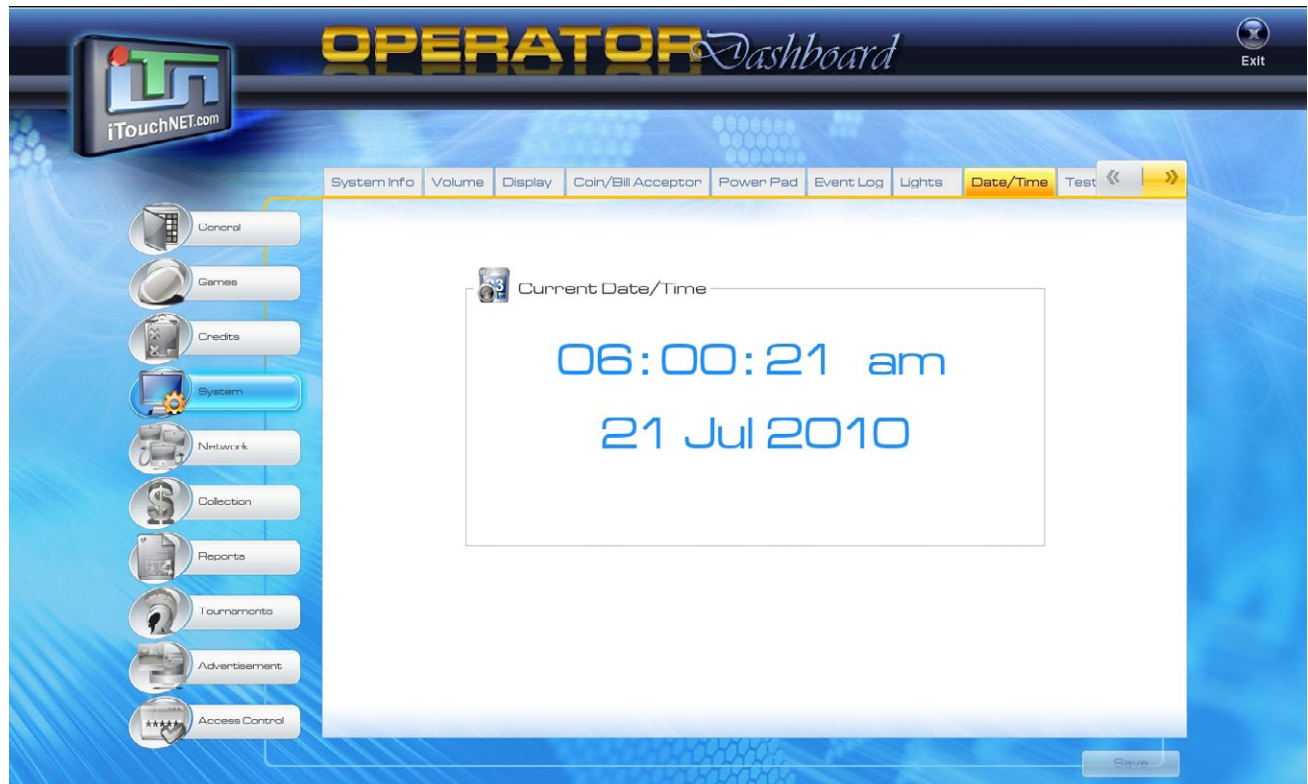 OPERATOR Dashboard
Exit
iTn
iTouchNET.com
System Info Volume Display Coin/Bill Acceptor Power Pad Event Log Lights Date/Time Test
General
Games
Credits
System
Network
Collection
Reports
Tournaments
Advertisement
Access Control
Current Date/Time
06:00:21 am
21 Jul 2010
Save